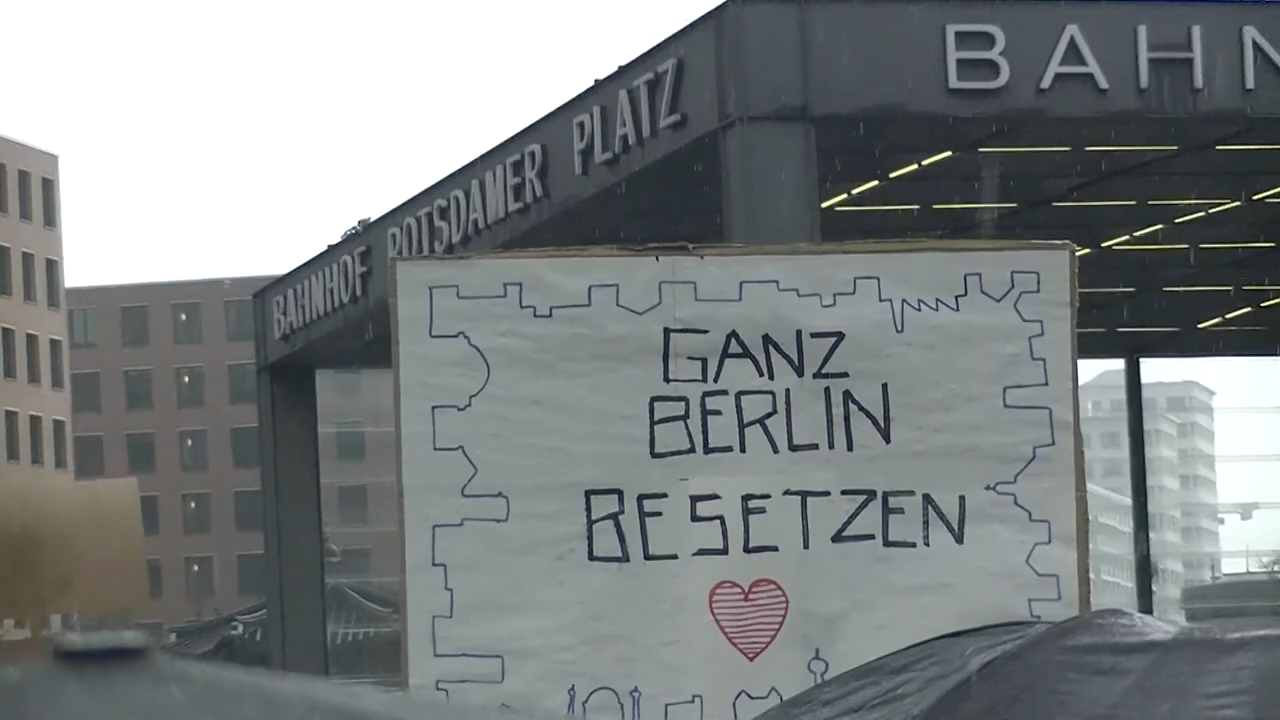 BAHNHOF POTSDAMER PLATZ
BAHN
GANZ
BERLIN
BESETZEN